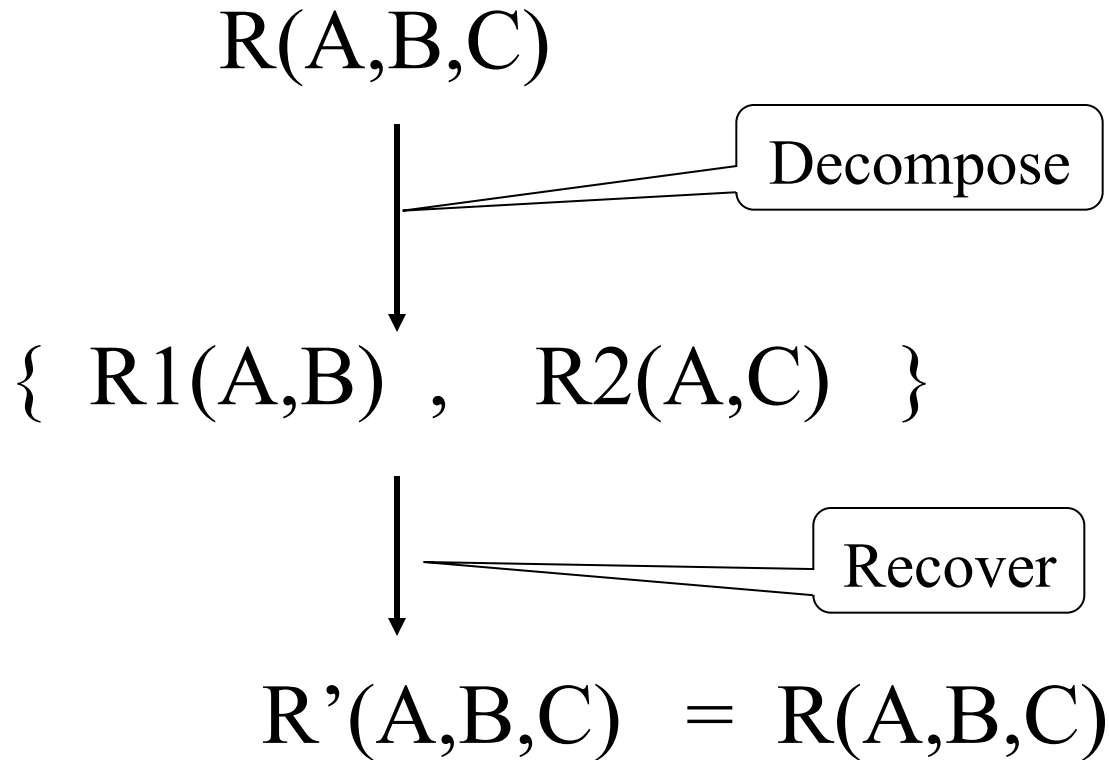 R(A,B,C)
Decompose
{ R1(A,B) , R2(A,C) }
Recover
R’(A,B,C) = R(A,B,C)